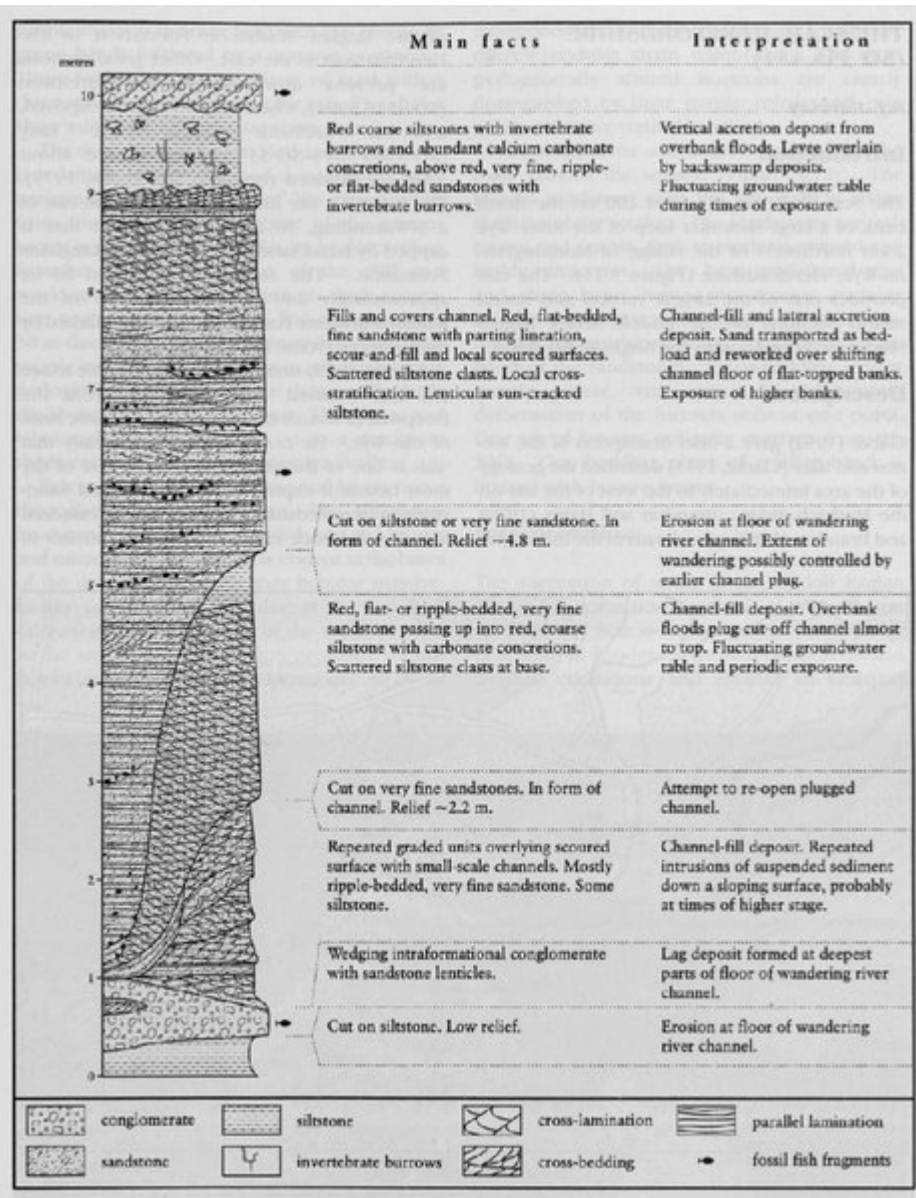 Main facts
Interpretation
metres
10
9
8
7
6
5
4
3
2
1
0
Red coarse siltstones with invertebrate
burrows and abundant calcium carbonate
concretions, above red, very fine, ripple-
or flat-bedded sandstones with
invertebrate burrows.
Vertical accretion deposit from
overbank floods. Levee overlain
by backswamp deposits.
Fluctuating groundwater table
during times of exposure.
Fills and covers channel. Red, flat-bedded,
fine sandstone with parting lineation,
scour-and-fill and local scoured surfaces.
Scattered siltstone clasts. Local cross-
stratification. Lenticular sun-cracked
siltstone.
Channel-fill and lateral accretion
deposit. Sand transported as bed-
load and reworked over shifting
channel floor of flat-topped banks.
Exposure of higher banks.
Cut on siltstone or very fine sandstone. In
form of channel. Relief ~4.8 m.
Erosion at floor of wandering
river channel. Extent of
wandering possibly controlled by
earlier channel plug.
Red, flat- or ripple-bedded, very fine
sandstone passing up into red, coarse
siltstone with carbonate concretions.
Scattered siltstone clasts at base.
Channel-fill deposit. Overbank
floods plug cut-off channel almost
to top. Fluctuating groundwater
table and periodic exposure.
Cut on very fine sandstones. In form of
channel. Relief ~2.2 m.
Attempt to re-open plugged
channel.
Repeated graded units overlying scoured
surface with small-scale channels. Mostly
ripple-bedded, very fine sandstone. Some
siltstone.
Channel-fill deposit. Repeated
intrusions of suspended sediment
down a sloping surface, probably
at times of higher stage.
Wedging intraformational conglomerate
with sandstone lenticles.
Lag deposit formed at deepest
parts of floor of wandering river
channel.
Cut on siltstone. Low relief.
Erosion at floor of wandering
river channel.
conglomerate
siltstone
cross-lamination
parallel lamination
sandstone
invertebrate burrows
cross-bedding
fossil fish fragments